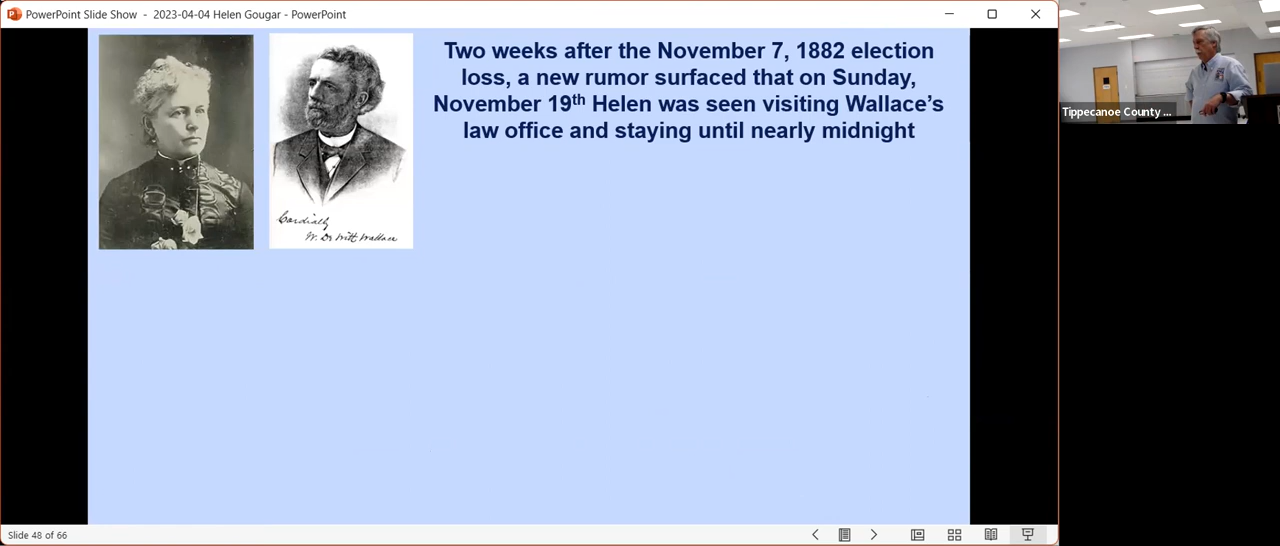 PowerPoint Slide Show - 2023-04-04 Helen Gougar - PowerPoint
Two weeks after the November 7, 1882 election
loss, a new rumor surfaced that on Sunday,
November 19th Helen was seen visiting Wallace’s
law office and staying until nearly midnight
Cordially
W. De Witt Wallace
Tippecanoe County ...
Slide 48 of 66